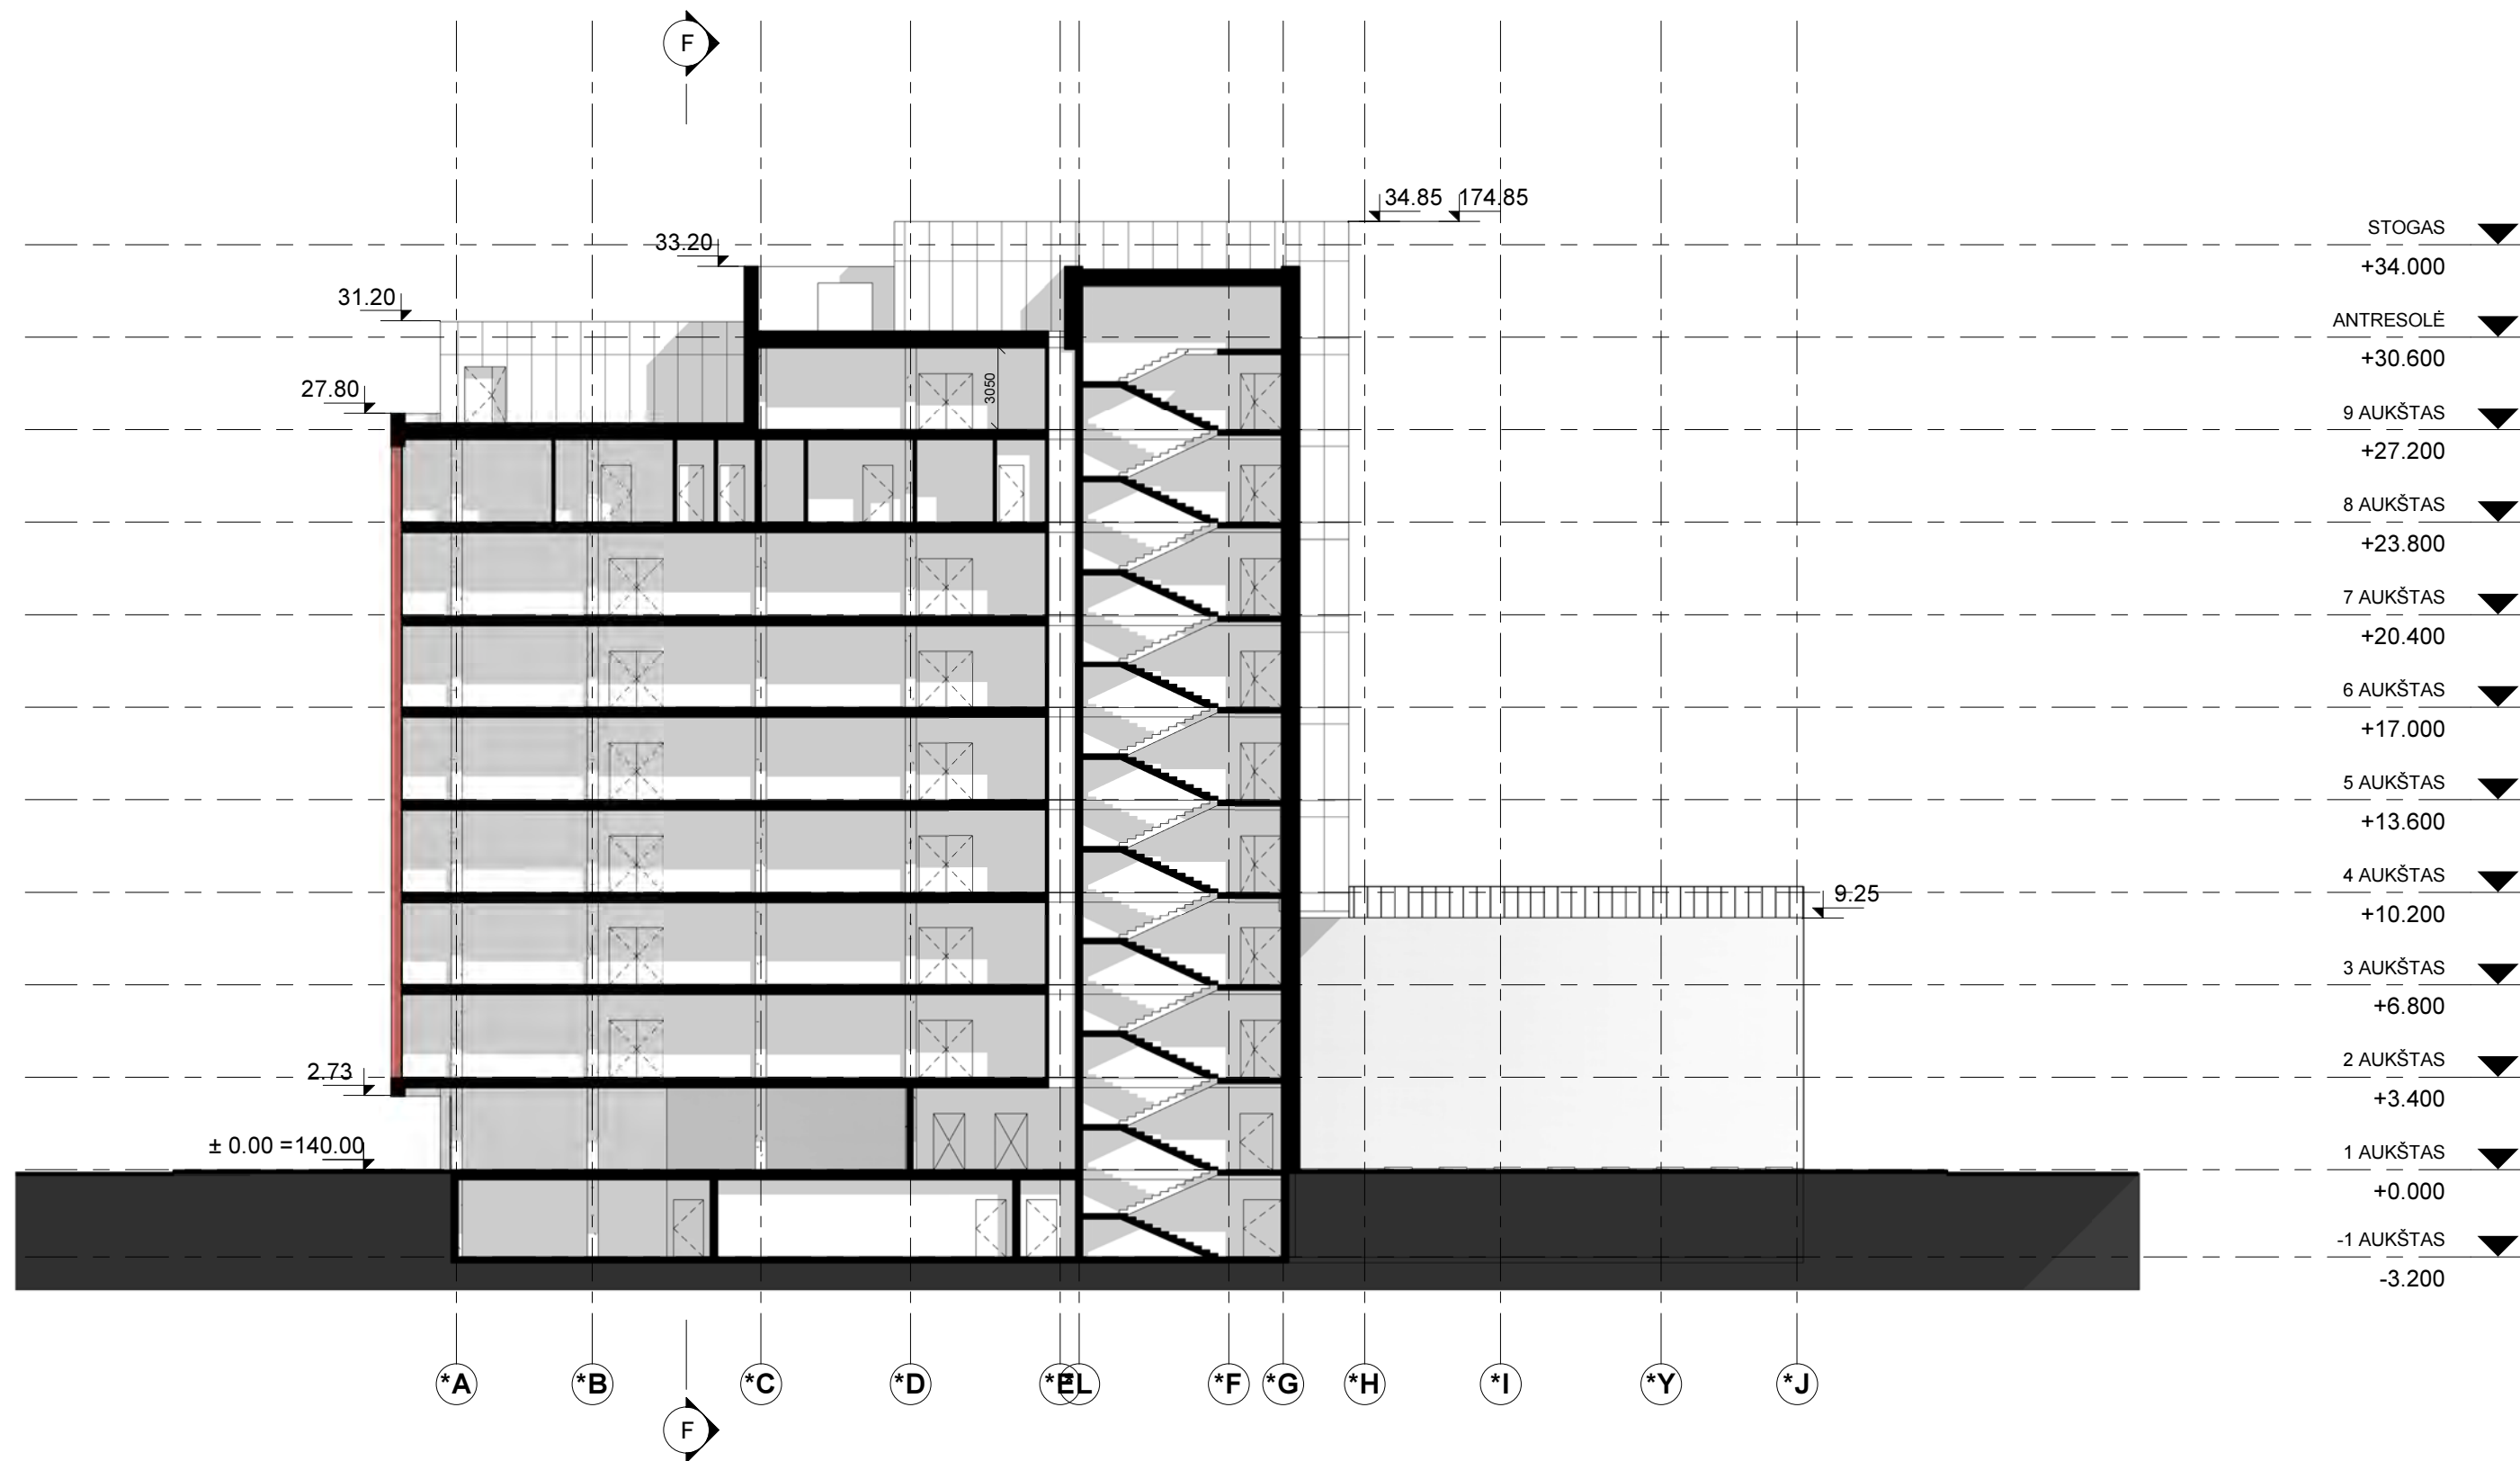 F
34.85 174.85
33.20
31.20
27.80
3050
9.25
2.73
± 0.00 =140.00
STOGAS
+34.000
ANTRESOLĖ
+30.600
9 AUKŠTAS
+27.200
8 AUKŠTAS
+23.800
7 AUKŠTAS
+20.400
6 AUKŠTAS
+17.000
5 AUKŠTAS
+13.600
4 AUKŠTAS
+10.200
3 AUKŠTAS
+6.800
2 AUKŠTAS
+3.400
1 AUKŠTAS
+0.000
-1 AUKŠTAS
-3.200
*A *B *C *D *E *L *F *G *H *I *Y *J
F